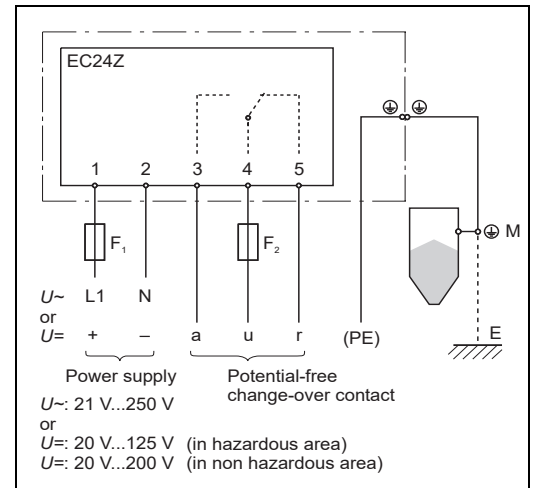 EC24Z
1 2 3 4 5
F1 F2
M
U~ L1 N
or
U= + – a u r (PE) E
Power supply Potential-free
change-over contact
U~: 21 V...250 V
or
U=: 20 V...125 V (in hazardous area)
U=: 20 V...200 V (in non hazardous area)